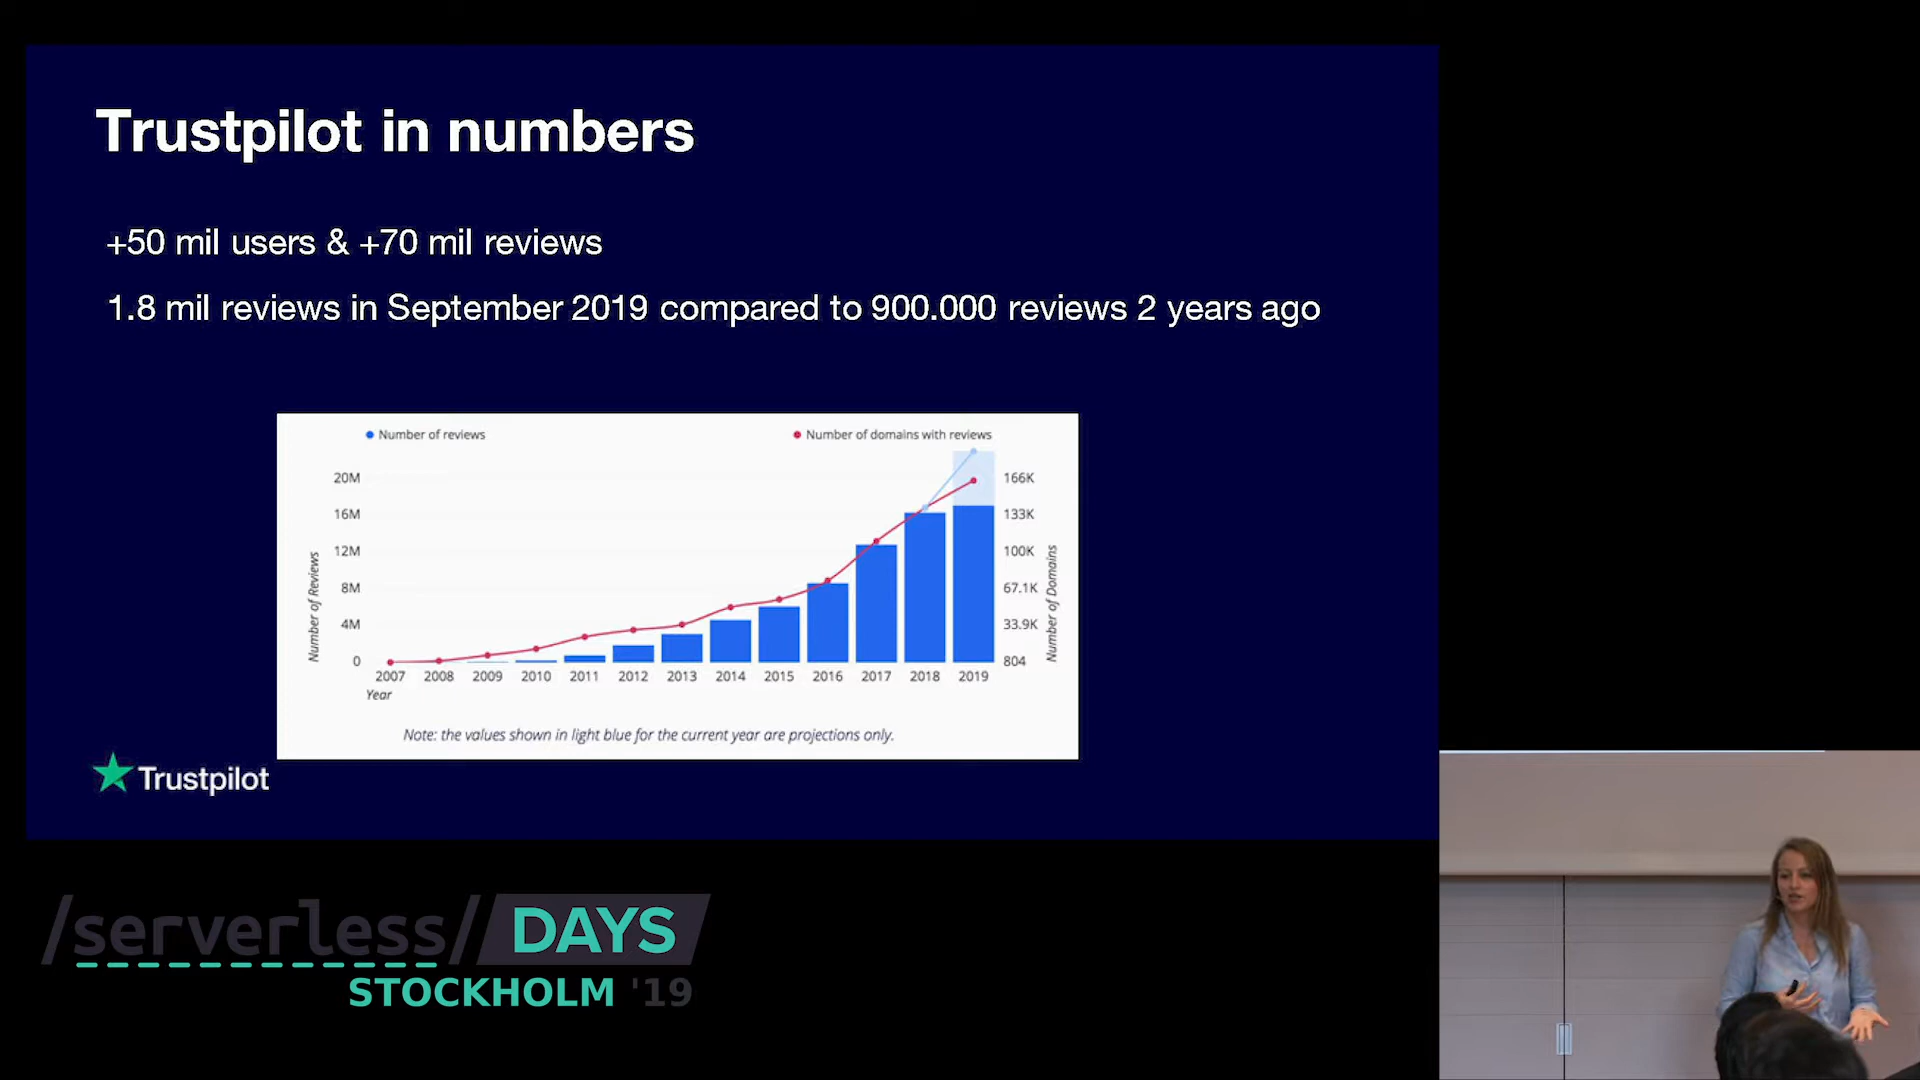 Trustpilot in numbers
+50 mil users & +70 mil reviews
1.8 mil reviews in September 2019 compared to 900.000 reviews 2 years ago
Number of reviews
Number of domains with reviews
20M
16M
12M
8M
4M
0
Number of Reviews
166K
133K
100K
67.1K
33.9K
804
Number of Domains
2007 2008 2009 2010 2011 2012 2013 2014 2015 2016 2017 2018 2019
Year
Note: the values shown in light blue for the current year are projections only.
Trustpilot
/serverless/DAYS
STOCKHOLM '19